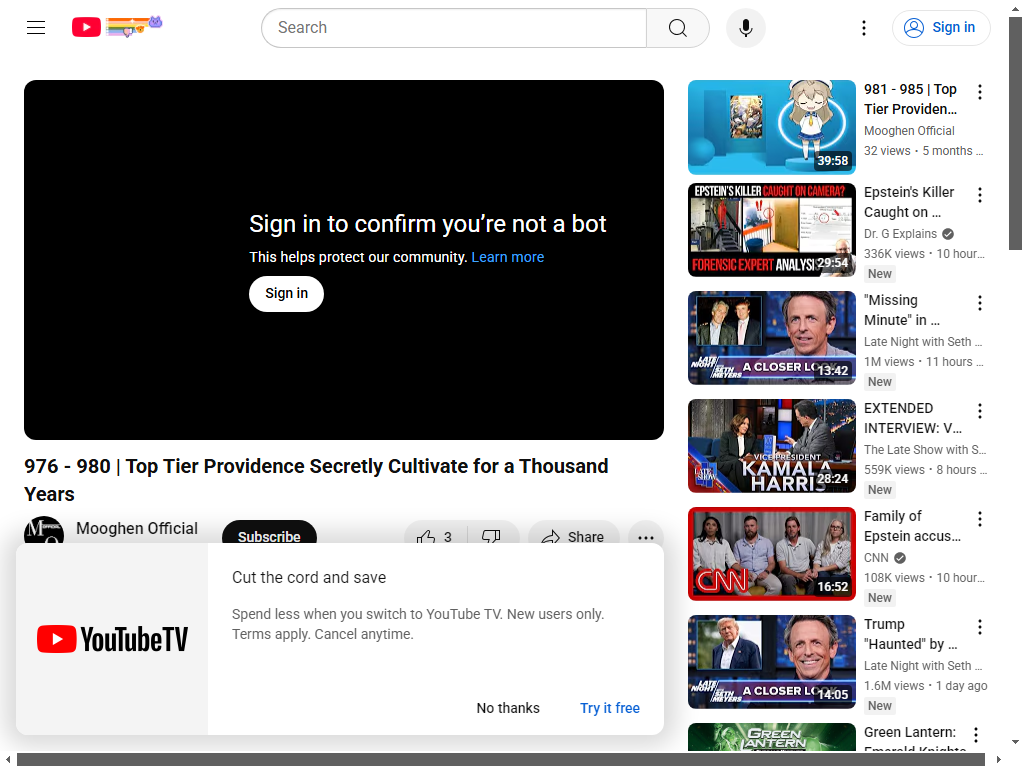 Search
Sign in
Sign in to confirm you’re not a bot
This helps protect our community. Learn more
Sign in
976 - 980 | Top Tier Providence Secretly Cultivate for a Thousand
Years
Mooghen Official
Subscribe
3
Share
YouTubeTV
Cut the cord and save
Spend less when you switch to YouTube TV. New users only.
Terms apply. Cancel anytime.
No thanks
Try it free
39:58
981 - 985 | Top
Tier Providen…
Mooghen Official
32 views • 5 months …
EPSTEIN'S KILLER CAUGHT ON CAMERA?
FORENSIC EXPERT ANALYSI
29:54
Epstein's Killer
Caught on …
Dr. G Explains
336K views • 10 hour…
New
LATE NIGHT WITH SETH MEYERS
A CLOSER LOOK
13:42
"Missing
Minute" in …
Late Night with Seth …
1M views • 11 hours …
New
LATE SHOW
VICE PRESIDENT
KAMALA
HARRIS
28:24
EXTENDED
INTERVIEW: V…
The Late Show with S…
559K views • 8 hours …
New
CNN
16:52
Family of
Epstein accus…
CNN
108K views • 10 hour…
New
LATE NIGHT WITH SETH MEYERS
A CLOSER LOOK
14:05
Trump
"Haunted" by …
Late Night with Seth …
1.6M views • 1 day ago
New
GREEN
LANTERN
Green Lantern:
Emerald Knights